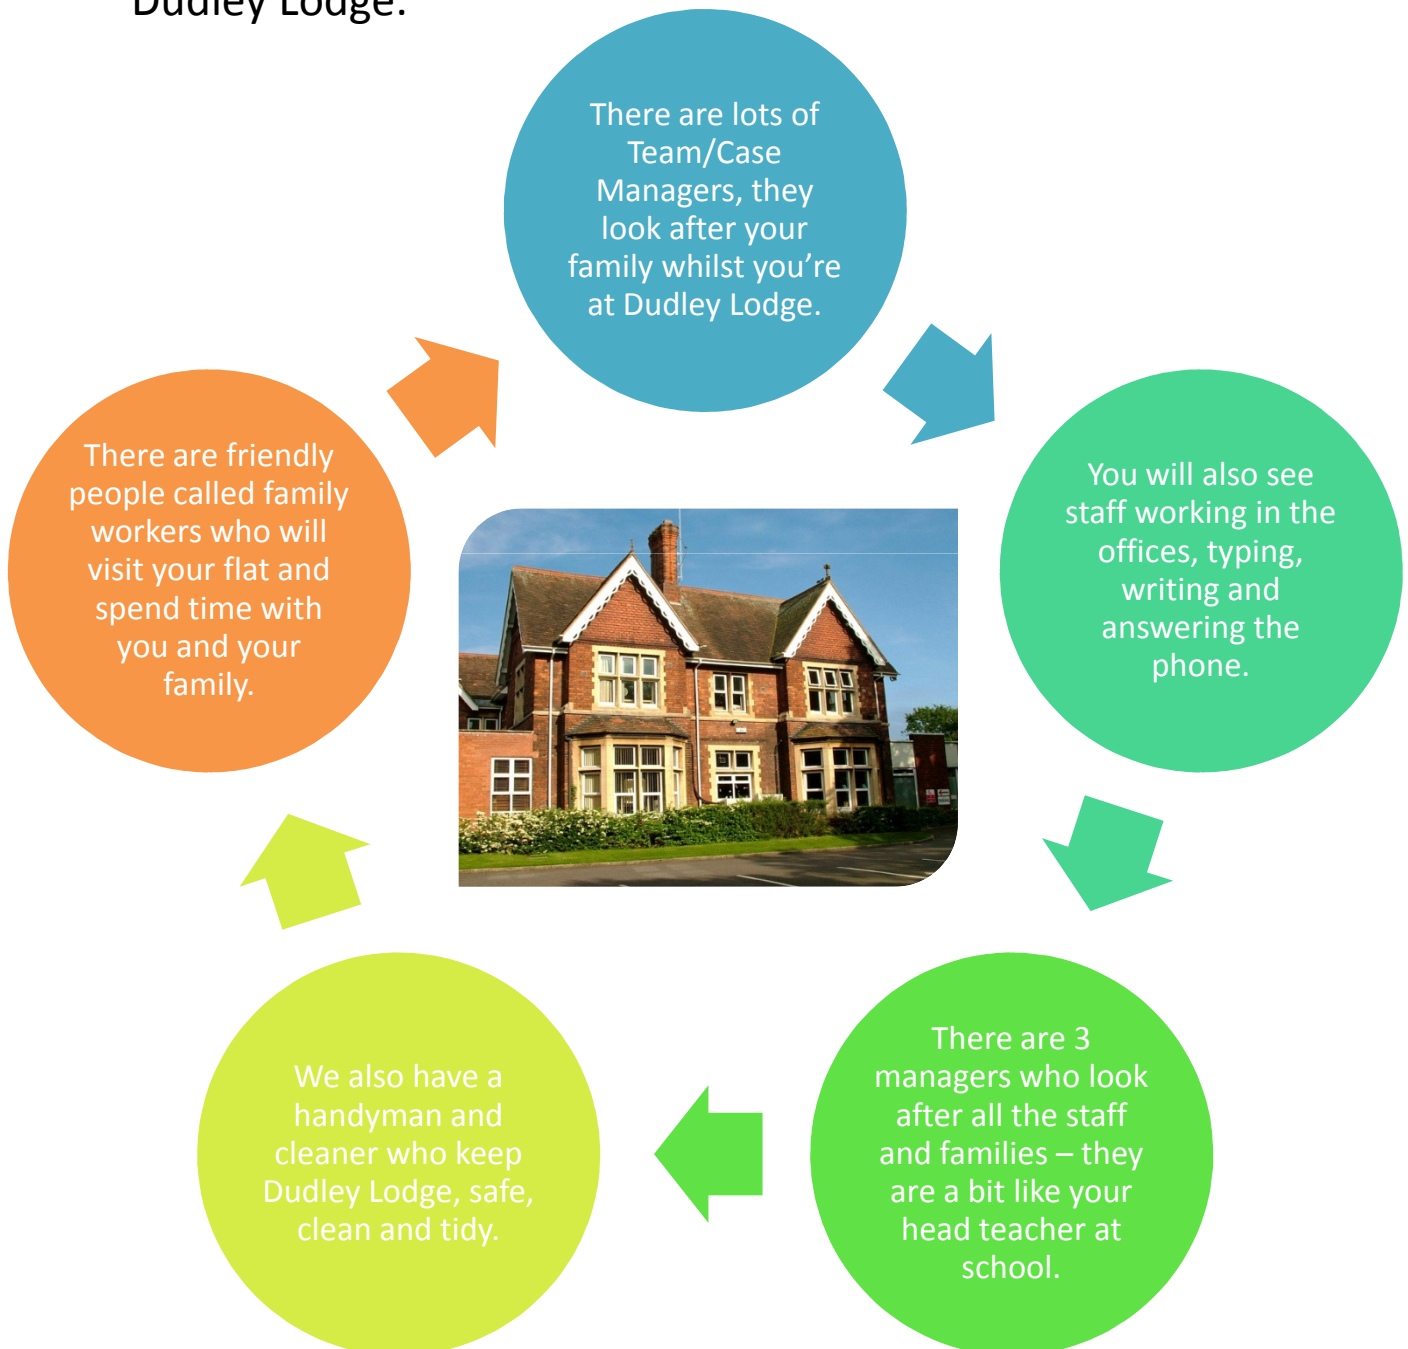 Dudley Lodge.
There are lots of
Team/Case
Managers, they
look after your
family whilst you’re
at Dudley Lodge.
You will also see
staff working in the
offices, typing,
writing and
answering the
phone.
There are 3
managers who look
after all the staff
and families – they
are a bit like your
head teacher at
school.
We also have a
handyman and
cleaner who keep
Dudley Lodge, safe,
clean and tidy.
There are friendly
people called family
workers who will
visit your flat and
spend time with
you and your
family.